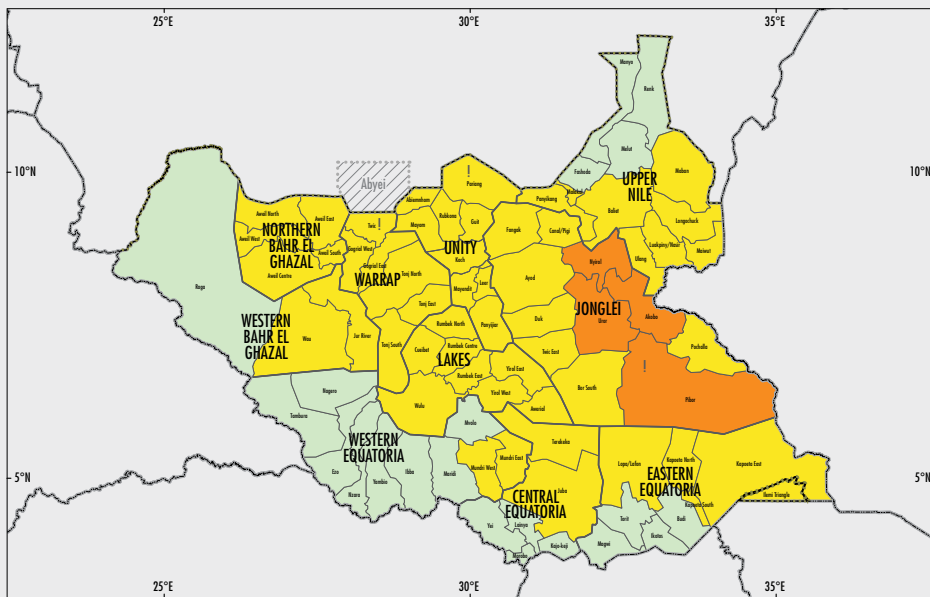 25°E
30°E
35°E
Manyo
Renk
Melut
10°N
10°N
Fashoda
Maban
Abyei
!
Pariang
UPPER
NILE
Malakal
Panyikang
Abiemnhom
Baliet
Aweil North
Aweil East
Twic
!
Mayom
Rubkona
Guit
Fangak
Canal/Pigi
Longochuk
NORTHERN
BAHR EL
GHAZAL
Aweil West
Aweil South
Gogrial West
UNITY
Luakpiny/Nasir
Maiwut
Koch
Nyirol
Ulang
Gogrial East
Aweil Centre
WARRAP
Tonj North
Mayendit
Leer
Ayod
Raga
Tonj East
JONGLEI
Uror
Akobo
WESTERN
BAHR EL
GHAZAL
Wau
Jur River
Rumbek North
Panyijiar
Duk
Tonj South
Cueibet
Rumbek Centre
LAKES
Twic East
Pochalla
Rumbek East
Yirol East
!
Nagero
Yirol West
Bor South
Pibor
Wulu
Awerial
Tambura
Mvolo
WESTERN
EQUATORIA
Terekeka
Mundri East
Mundri West
Lopa/Lafon
Kapoeta North
Kapoeta East
5°N
5°N
Ezo
Yambio
Ibba
Maridi
EASTERN
EQUATORIA
Nzara
CENTRAL
EQUATORIA
Juba
Ilemi Triangle
Kapoeta South
Yei
Lainya
Torit
Budi
Ikotos
Magwi
Morobo
Kajo-keji
25°E
30°E
35°E